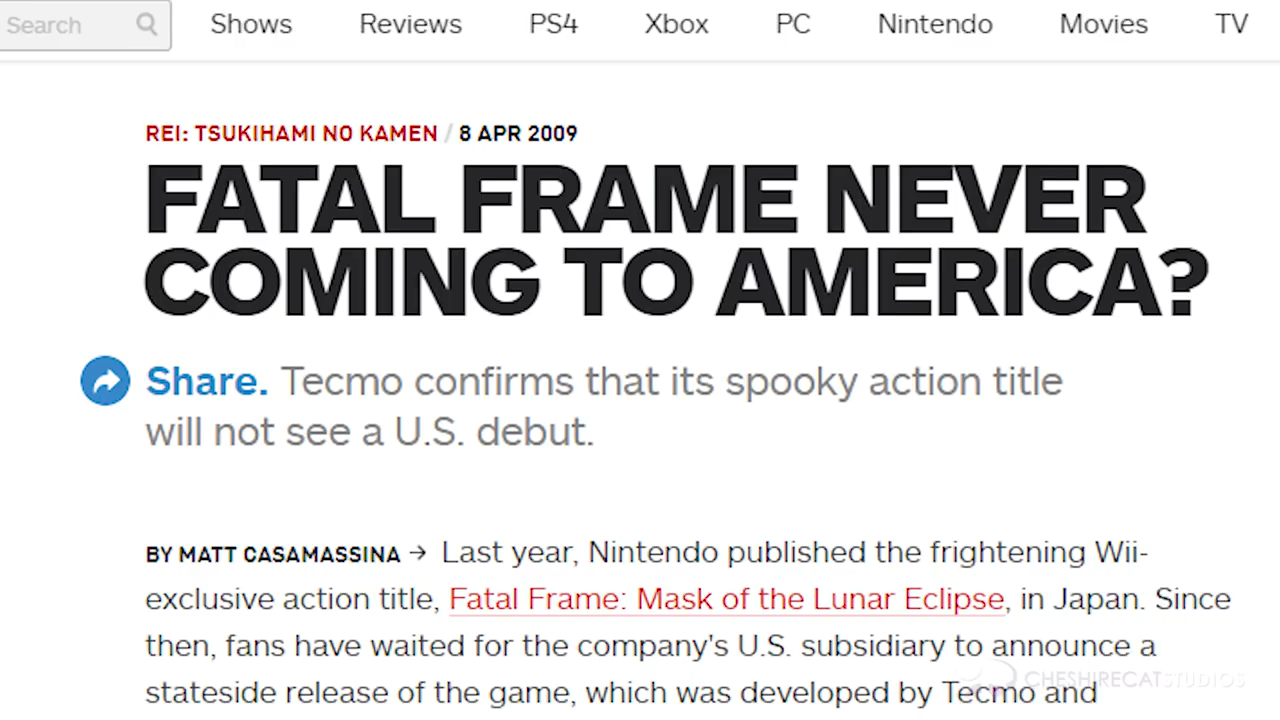 Search Shows Reviews PS4 Xbox PC Nintendo Movies TV
REI: TSUKIHAMI NO KAMEN / 8 APR 2009
FATAL FRAME NEVER
COMING TO AMERICA?
Share. Tecmo confirms that its spooky action title
will not see a U.S. debut.
BY MATT CASAMASSINA → Last year, Nintendo published the frightening Wii-
exclusive action title, Fatal Frame: Mask of the Lunar Eclipse, in Japan. Since
then, fans have waited for the company's U.S. subsidiary to announce a
stateside release of the game, which was developed by Tecmo and
CHESHIRECATSTUDIOS